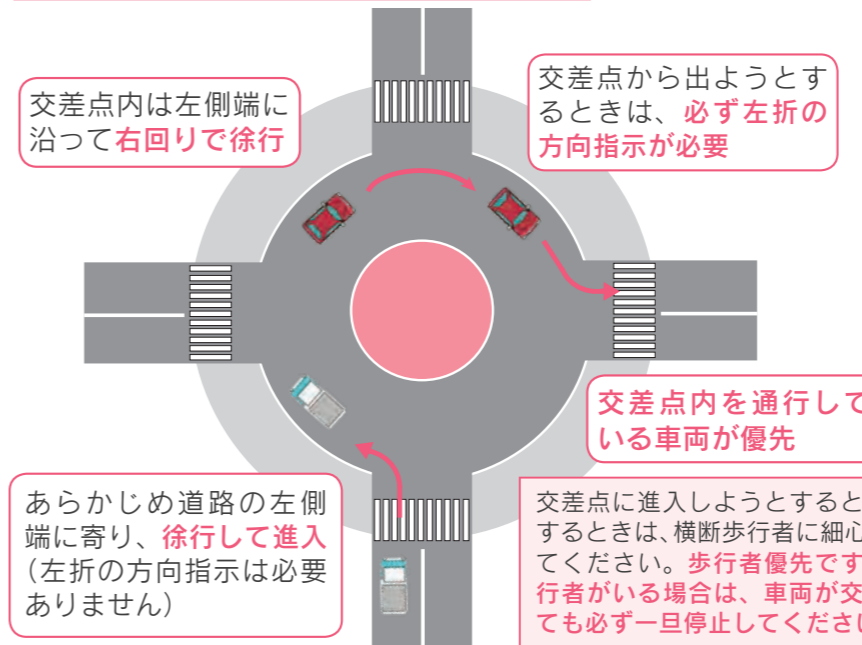 交差点内は左側端に
沿って右回りで徐行
交差点から出ようとす
るときは、必ず左折の
方向指示が必要
交差点内を通行して
いる車両が優先
あらかじめ道路の左側
端に寄り、徐行して進入
(左折の方向指示は必要
ありません)
交差点に進入しようとすると
するときは、横断歩行者に細心
てください。歩行者優先です
行者がいる場合は、車両が交
ても必ず一旦停止してください